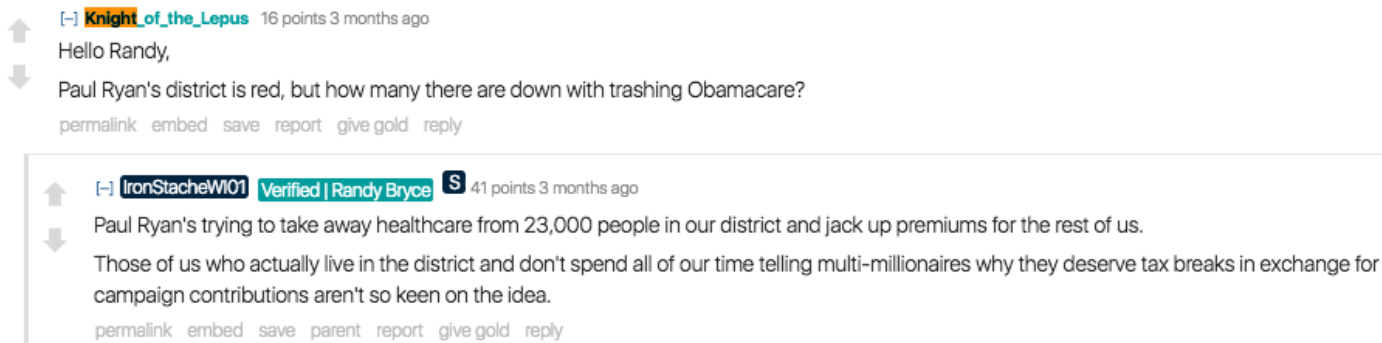 [–] Knight_of_the_Lepus 16 points 3 months ago
Hello Randy,
Paul Ryan's district is red, but how many there are down with trashing Obamacare?
permalink embed save report give gold reply
[–] IronStacheWI01 Verified | Randy Bryce S 41 points 3 months ago
Paul Ryan's trying to take away healthcare from 23,000 people in our district and jack up premiums for the rest of us.
Those of us who actually live in the district and don't spend all of our time telling multi-millionaires why they deserve tax breaks in exchange for
campaign contributions aren't so keen on the idea.
permalink embed save parent report give gold reply